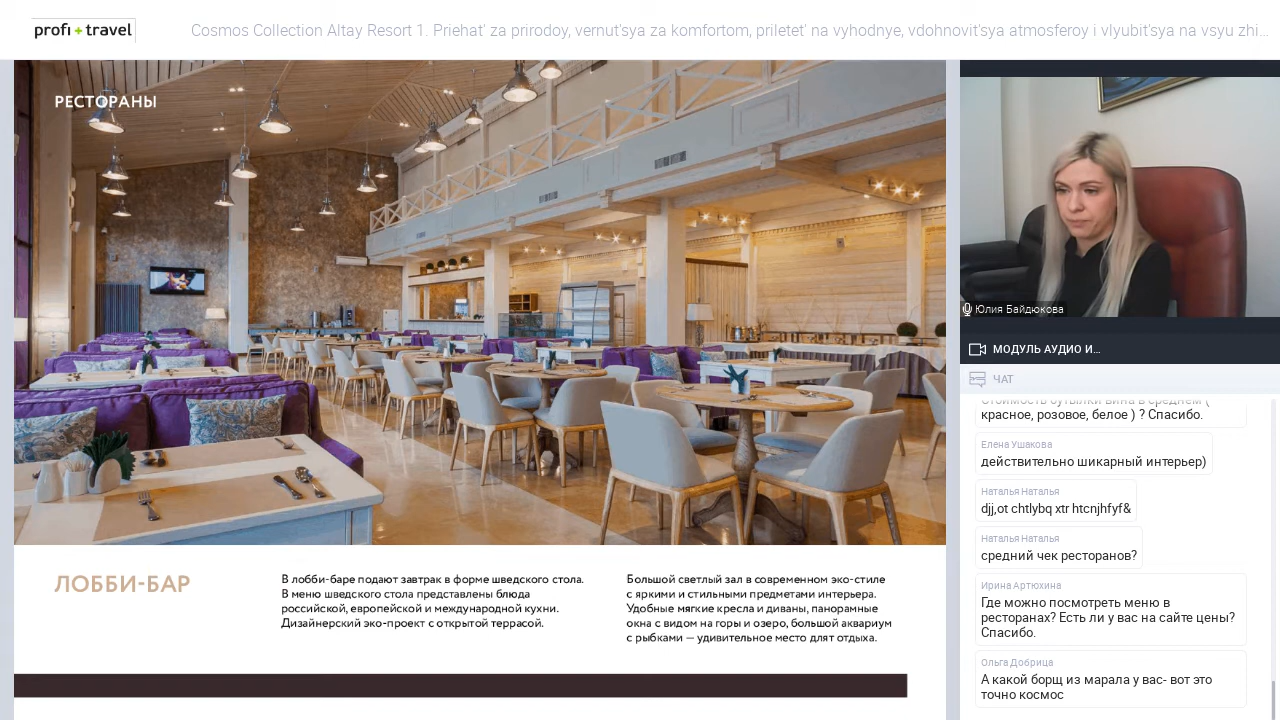 profi + travel
Cosmos Collection Altay Resort 1. Priehat' za prirodoy, vernut'sya za komfortom, priletet' na vyhodnye, vdohnovit'sya atmosferoy i vlyubit'sya na vsyu zhi...
РЕСТОРАНЫ
ЛОББИ-БАР
В лобби-баре подают завтрак в форме шведского стола.
В меню шведского стола представлены блюда
российской, европейской и международной кухни.
Дизайнерский эко-проект с открытой террасой.
Большой светлый зал в современном эко-стиле
с яркими и стильными предметами интерьера.
Удобные мягкие кресла и диваны, панорамные
окна с видом на горы и озеро, большой аквариум
с рыбками — удивительное место длят отдыха.
Юлия Байдюкова
МОДУЛЬ АУДИО И...
ЧАТ
Стоимость бутылки вина в среднем (
красное, розовое, белое ) ? Спасибо.
Елена Ушакова
действительно шикарный интерьер)
Наталья Наталья
djj,ot chtlybq xtr htcnjhfyf&
Наталья Наталья
средний чек ресторанов?
Ирина Артюхина
Где можно посмотреть меню в
ресторанах? Есть ли у вас на сайте цены?
Спасибо.
Ольга Добрица
А какой борщ из марала у вас- вот это
точно космос